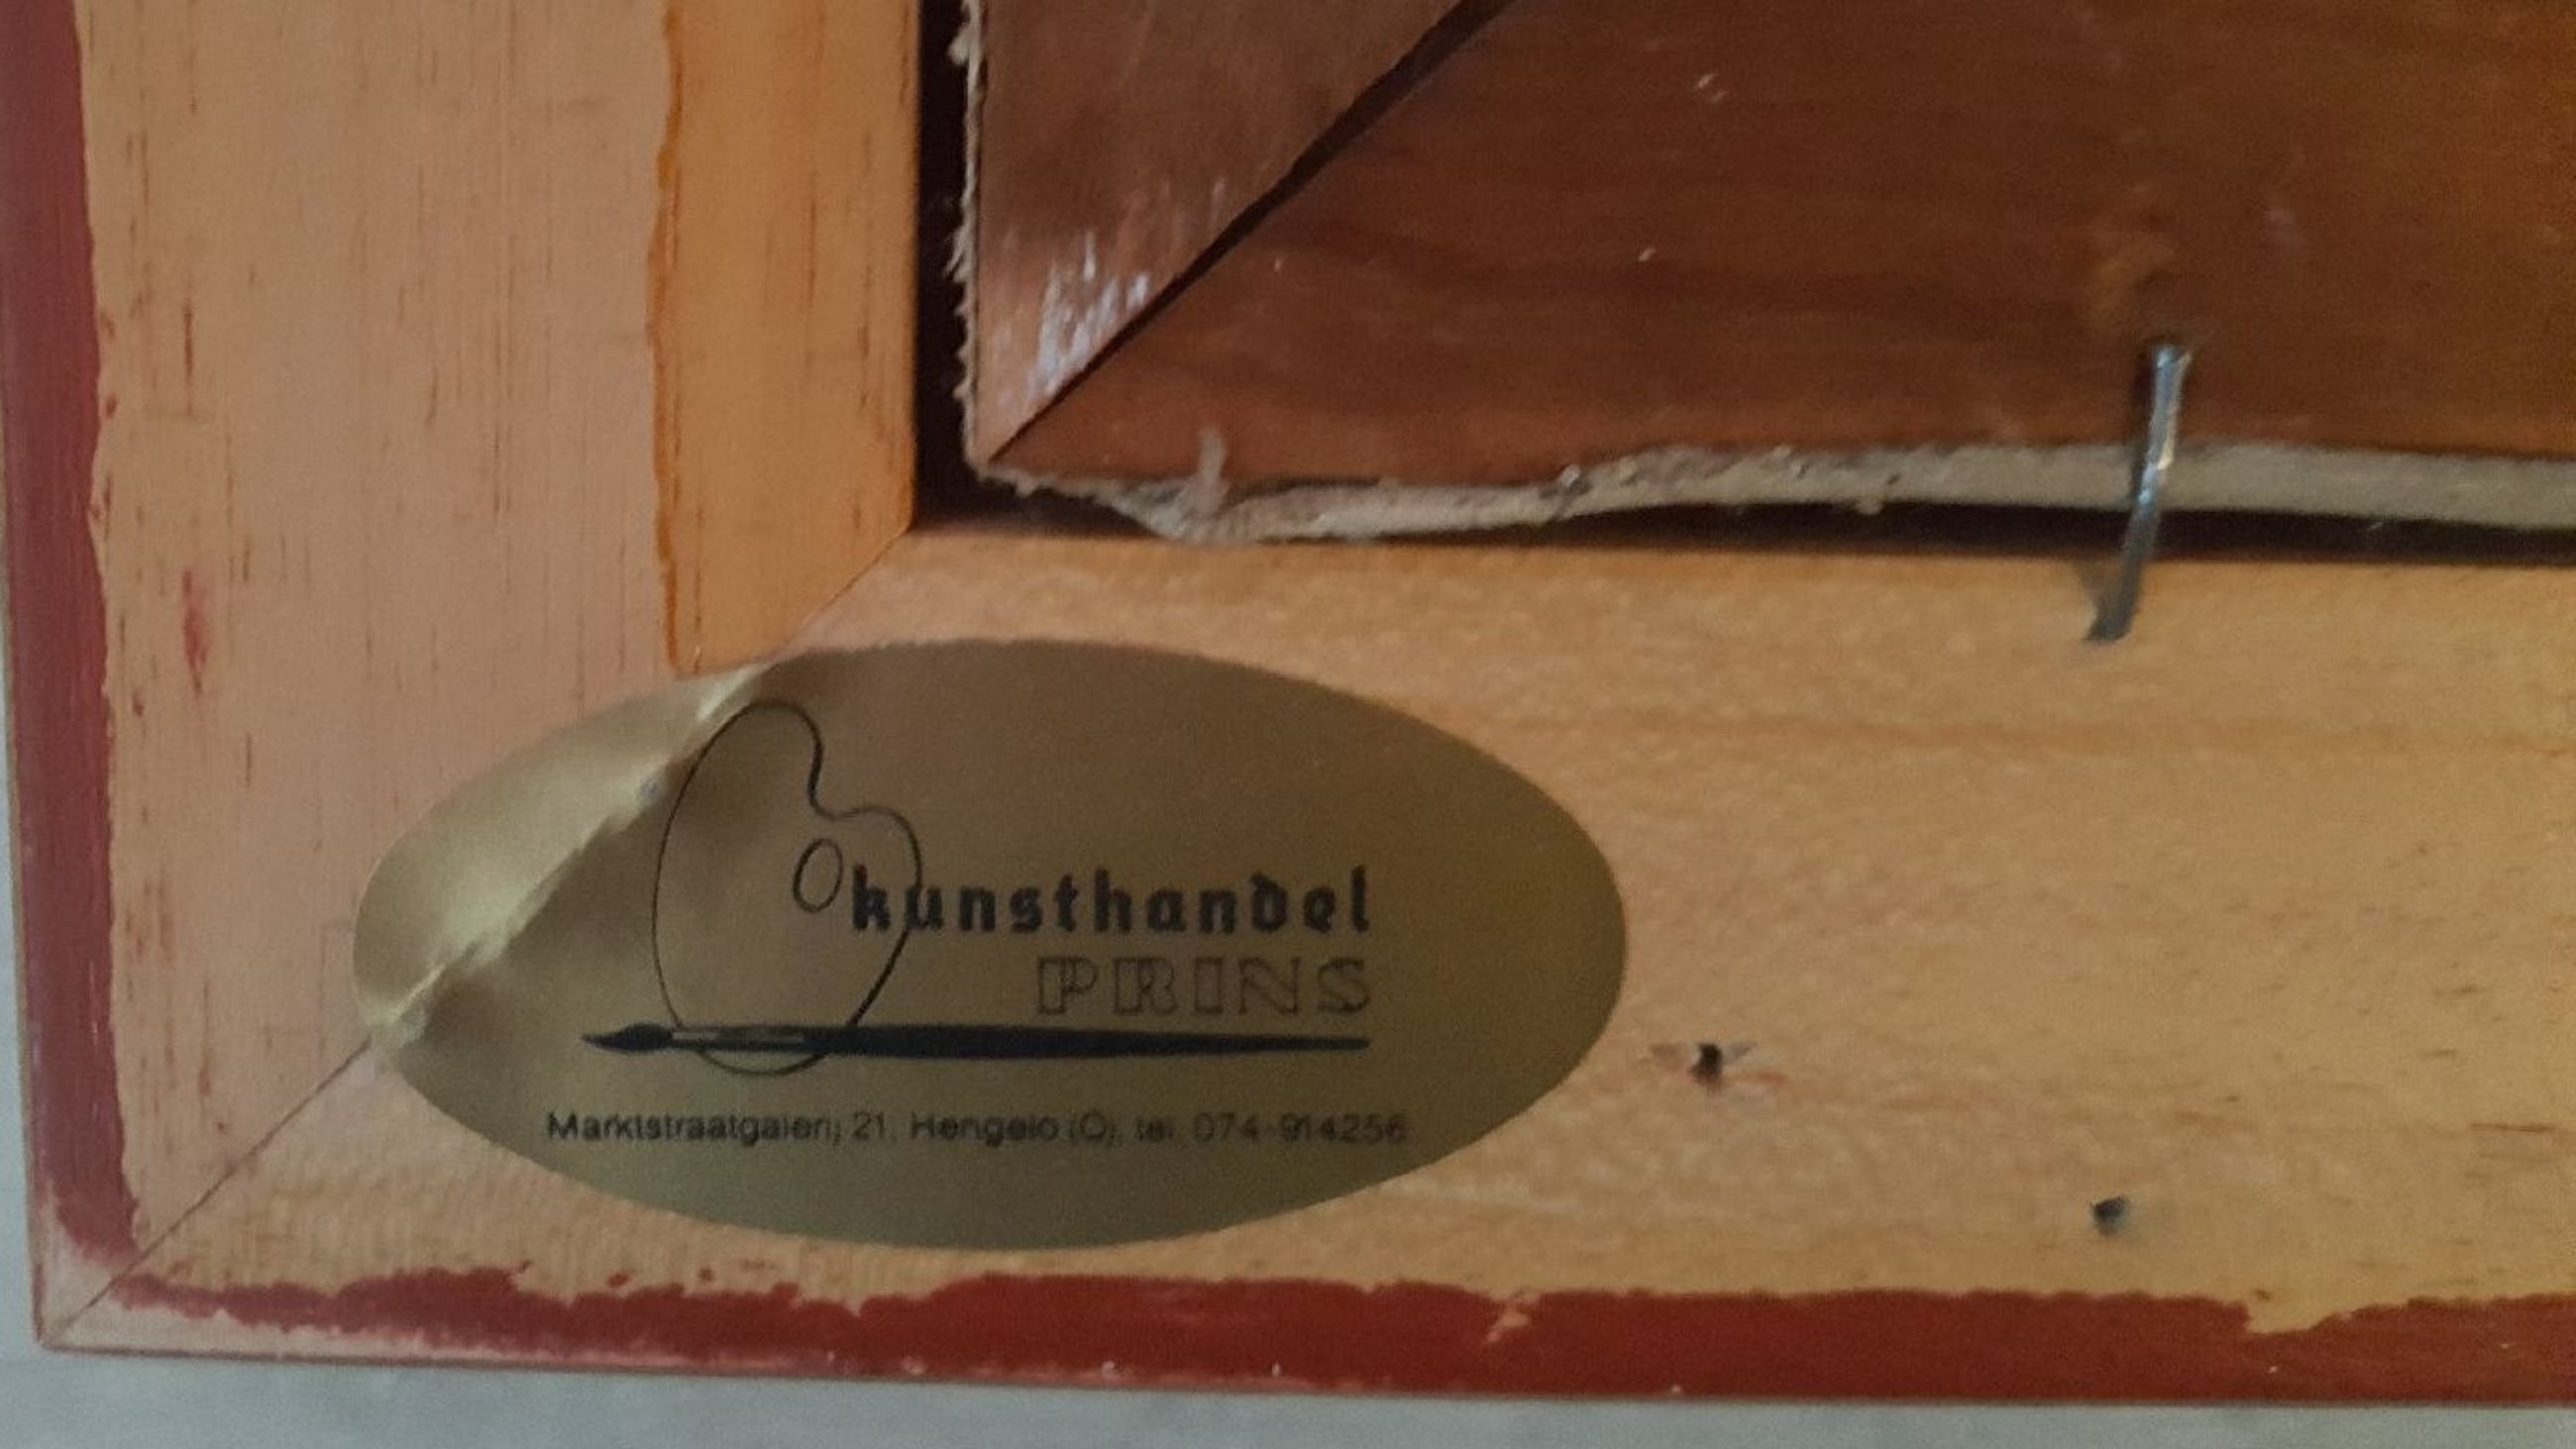 kunsthandel
PRINS
Marktstraatgalerij 21, Hengelo (O), tel. 074-914256